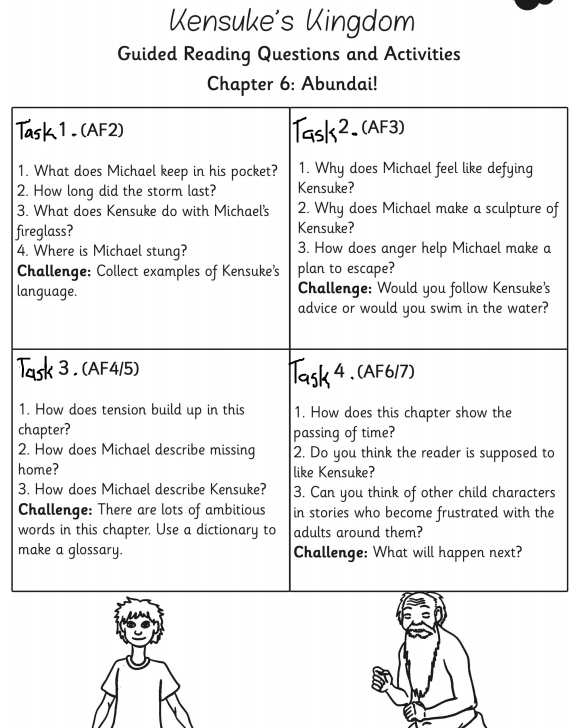 Kensuke's Kingdom
Guided Reading Questions and Activities
Chapter 6: Abundai!
Task 1. (AF2)
1. What does Michael keep in his pocket?
2. How long did the storm last?
3. What does Kensuke do with Michael's
fireglass?
4. Where is Michael stung?
Challenge: Collect examples of Kensuke's
language.
Task 2. (AF3)
1. Why does Michael feel like defying
Kensuke?
2. Why does Michael make a sculpture of
Kensuke?
3. How does anger help Michael make a
plan to escape?
Challenge: Would you follow Kensuke's
advice or would you swim in the water?
Task 3. (AF4/5)
1. How does tension build up in this
chapter?
2. How does Michael describe missing
home?
3. How does Michael describe Kensuke?
Challenge: There are lots of ambitious
words in this chapter. Use a dictionary to
make a glossary.
Task 4. (AF6/7)
1. How does this chapter show the
passing of time?
2. Do you think the reader is supposed to
like Kensuke?
3. Can you think of other child characters
in stories who become frustrated with the
adults around them?
Challenge: What will happen next?